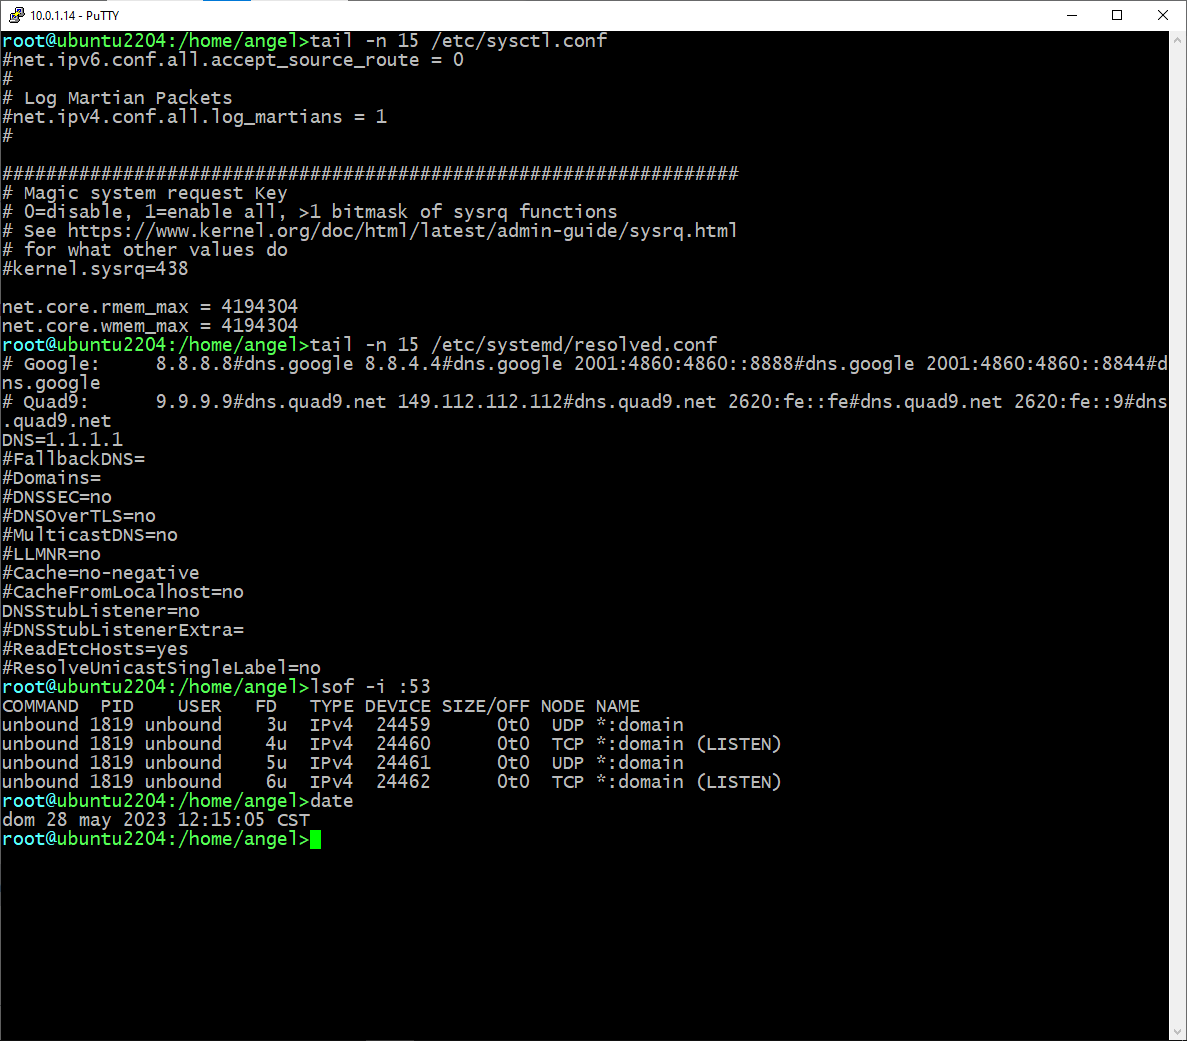 10.0.1.14 - PuTTY
root@ubuntu2204:/home/angel>tail -n 15 /etc/sysctl.conf
#net.ipv6.conf.all.accept_source_route = 0
#
# Log Martian Packets
#net.ipv4.conf.all.log_martians = 1
#
###################################################################
# Magic system request Key
# 0=disable, 1=enable all, >1 bitmask of sysrq functions
# See https://www.kernel.org/doc/html/latest/admin-guide/sysrq.html
# for what other values do
#kernel.sysrq=438
net.core.rmem_max = 4194304
net.core.wmem_max = 4194304
root@ubuntu2204:/home/angel>tail -n 15 /etc/systemd/resolved.conf
# Google:     8.8.8.8#dns.google 8.8.4.4#dns.google 2001:4860:4860::8888#dns.google 2001:4860:4860::8844#d
ns.google
# Quad9:      9.9.9.9#dns.quad9.net 149.112.112.112#dns.quad9.net 2620:fe::fe#dns.quad9.net 2620:fe::9#dns
.quad9.net
DNS=1.1.1.1
#FallbackDNS=
#Domains=
#DNSSEC=no
#DNSOverTLS=no
#MulticastDNS=no
#LLMNR=no
#Cache=no-negative
#CacheFromLocalhost=no
DNSStubListener=no
#DNSStubListenerExtra=
#ReadEtcHosts=yes
#ResolveUnicastSingleLabel=no
root@ubuntu2204:/home/angel>lsof -i :53
COMMAND  PID    USER   FD   TYPE DEVICE SIZE/OFF NODE NAME
unbound 1819 unbound    3u  IPv4  24459      0t0  UDP *:domain
unbound 1819 unbound    4u  IPv4  24460      0t0  TCP *:domain (LISTEN)
unbound 1819 unbound    5u  IPv4  24461      0t0  UDP *:domain
unbound 1819 unbound    6u  IPv4  24462      0t0  TCP *:domain (LISTEN)
root@ubuntu2204:/home/angel>date
dom 28 may 2023 12:15:05 CST
root@ubuntu2204:/home/angel>